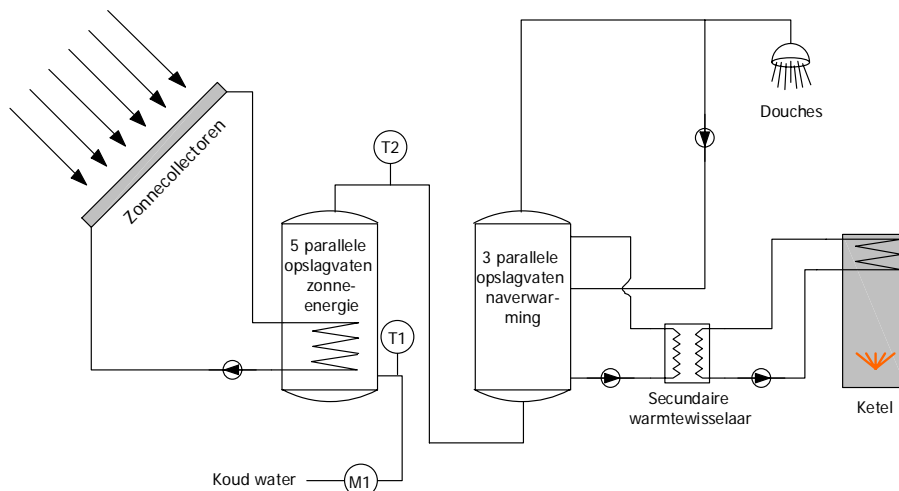 Zonnecollectoren
T2
5 parallele
opslagvaten
zonne-
energie
T1
Koud water
M1
3 parallele
opslagvaten
naverwar-
ming
Douches
Secundaire
warmtewisselaar
Ketel